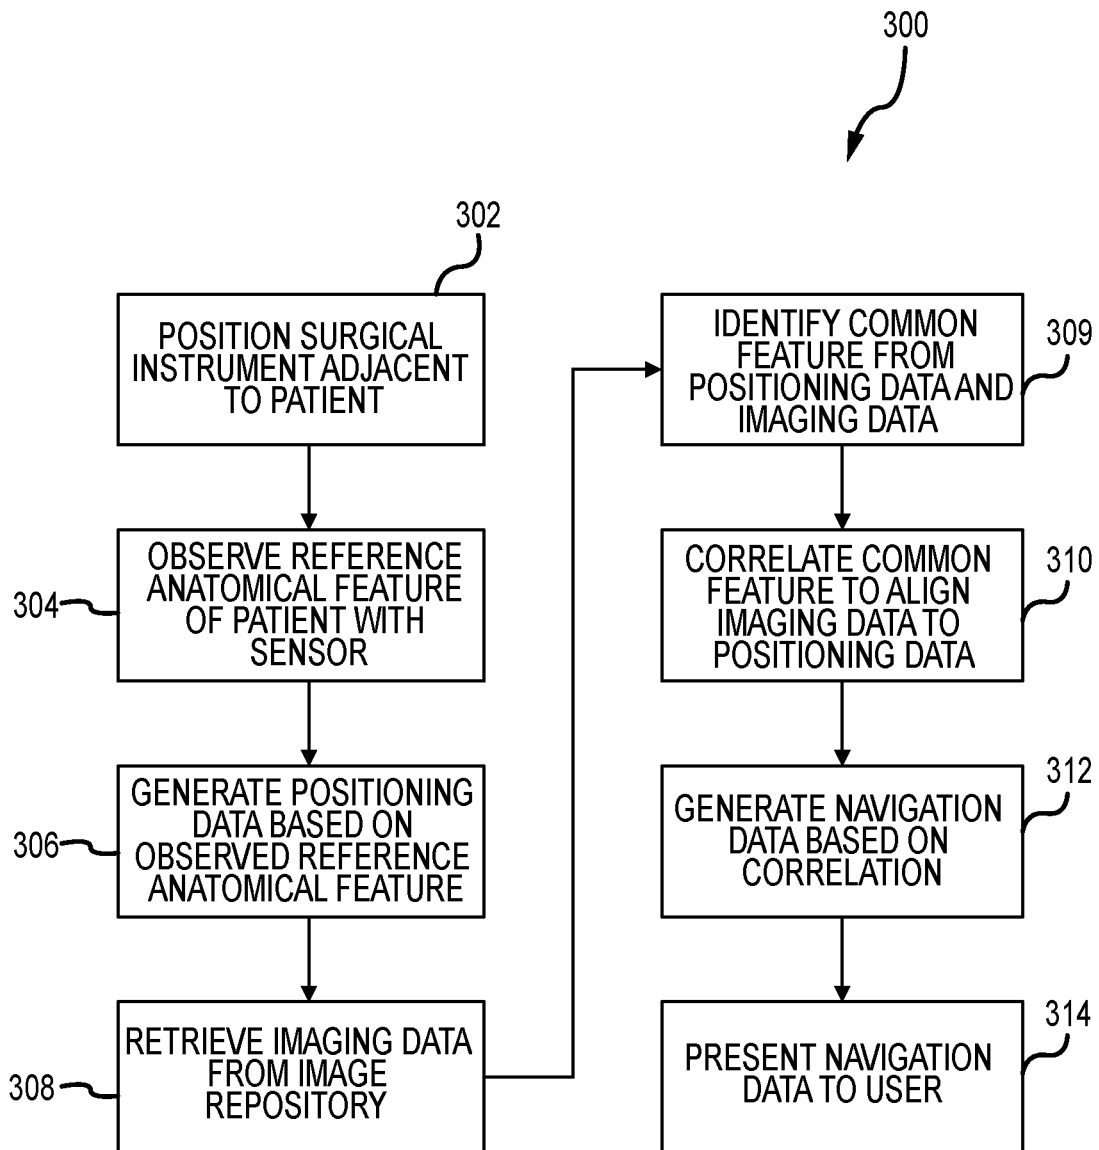 300
302
POSITION SURGICAL
INSTRUMENT ADJACENT
TO PATIENT
304
OBSERVE REFERENCE
ANATOMICAL FEATURE
OF PATIENT WITH
SENSOR
306
GENERATE POSITIONING
DATA BASED ON
OBSERVED REFERENCE
ANATOMICAL FEATURE
308
RETRIEVE IMAGING DATA
FROM IMAGE
REPOSITORY
IDENTIFY COMMON
FEATURE FROM
POSITIONING DATA AND
IMAGING DATA
309
CORRELATE COMMON
FEATURE TO ALIGN
IMAGING DATA TO
POSITIONING DATA
310
GENERATE NAVIGATION
DATA BASED ON
CORRELATION
312
PRESENT NAVIGATION
DATA TO USER
314